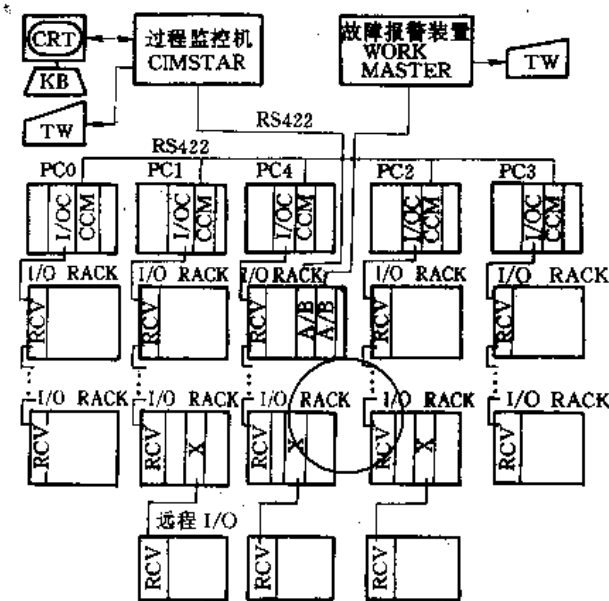 CRT
KB
TW
过程监控机
CIMSTAR
故障报警装置
WORK
MASTER
TW
RS422
RS422
PC0
PC1
PC4
PC2
PC3
I/OC
CCM
I/OC
CCM
I/OC
CCM
I/OC
CCM
I/OC
CCM
I/O RACK
I/O RACK
I/O RACK
I/O RACK
I/O RACK
RCV
RCV
RCV
A/B
A/B
RCV
RCV
I/O RACK
I/O RACK
I/O RACK
I/O RACK
I/O RACK
RCV
RCV
X
RCV
X
RCV
X
RCV
远程 I/O
RCV
RCV
RCV